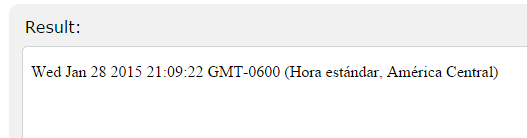 Result:
Wed Jan 28 2015 21:09:22 GMT-0600 (Hora estándar, América Central)